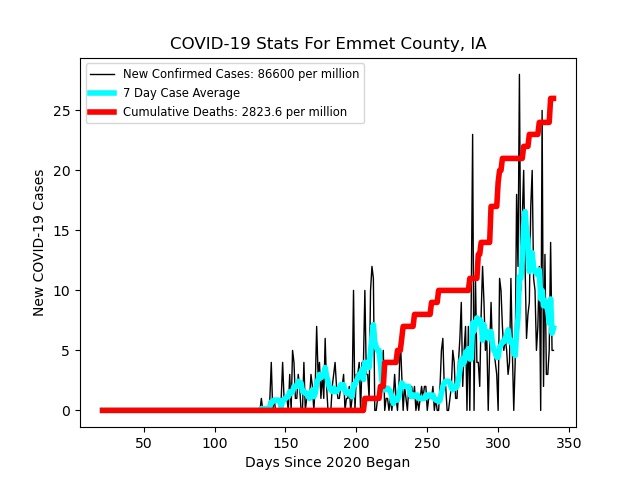 COVID-19 Stats For Emmet County, IA
New Confirmed Cases: 86600 per million
7 Day Case Average
Cumulative Deaths: 2823.6 per million
New COVID-19 Cases
25
20
15
10
5
0
50
100
150
200
250
300
350
Days Since 2020 Began